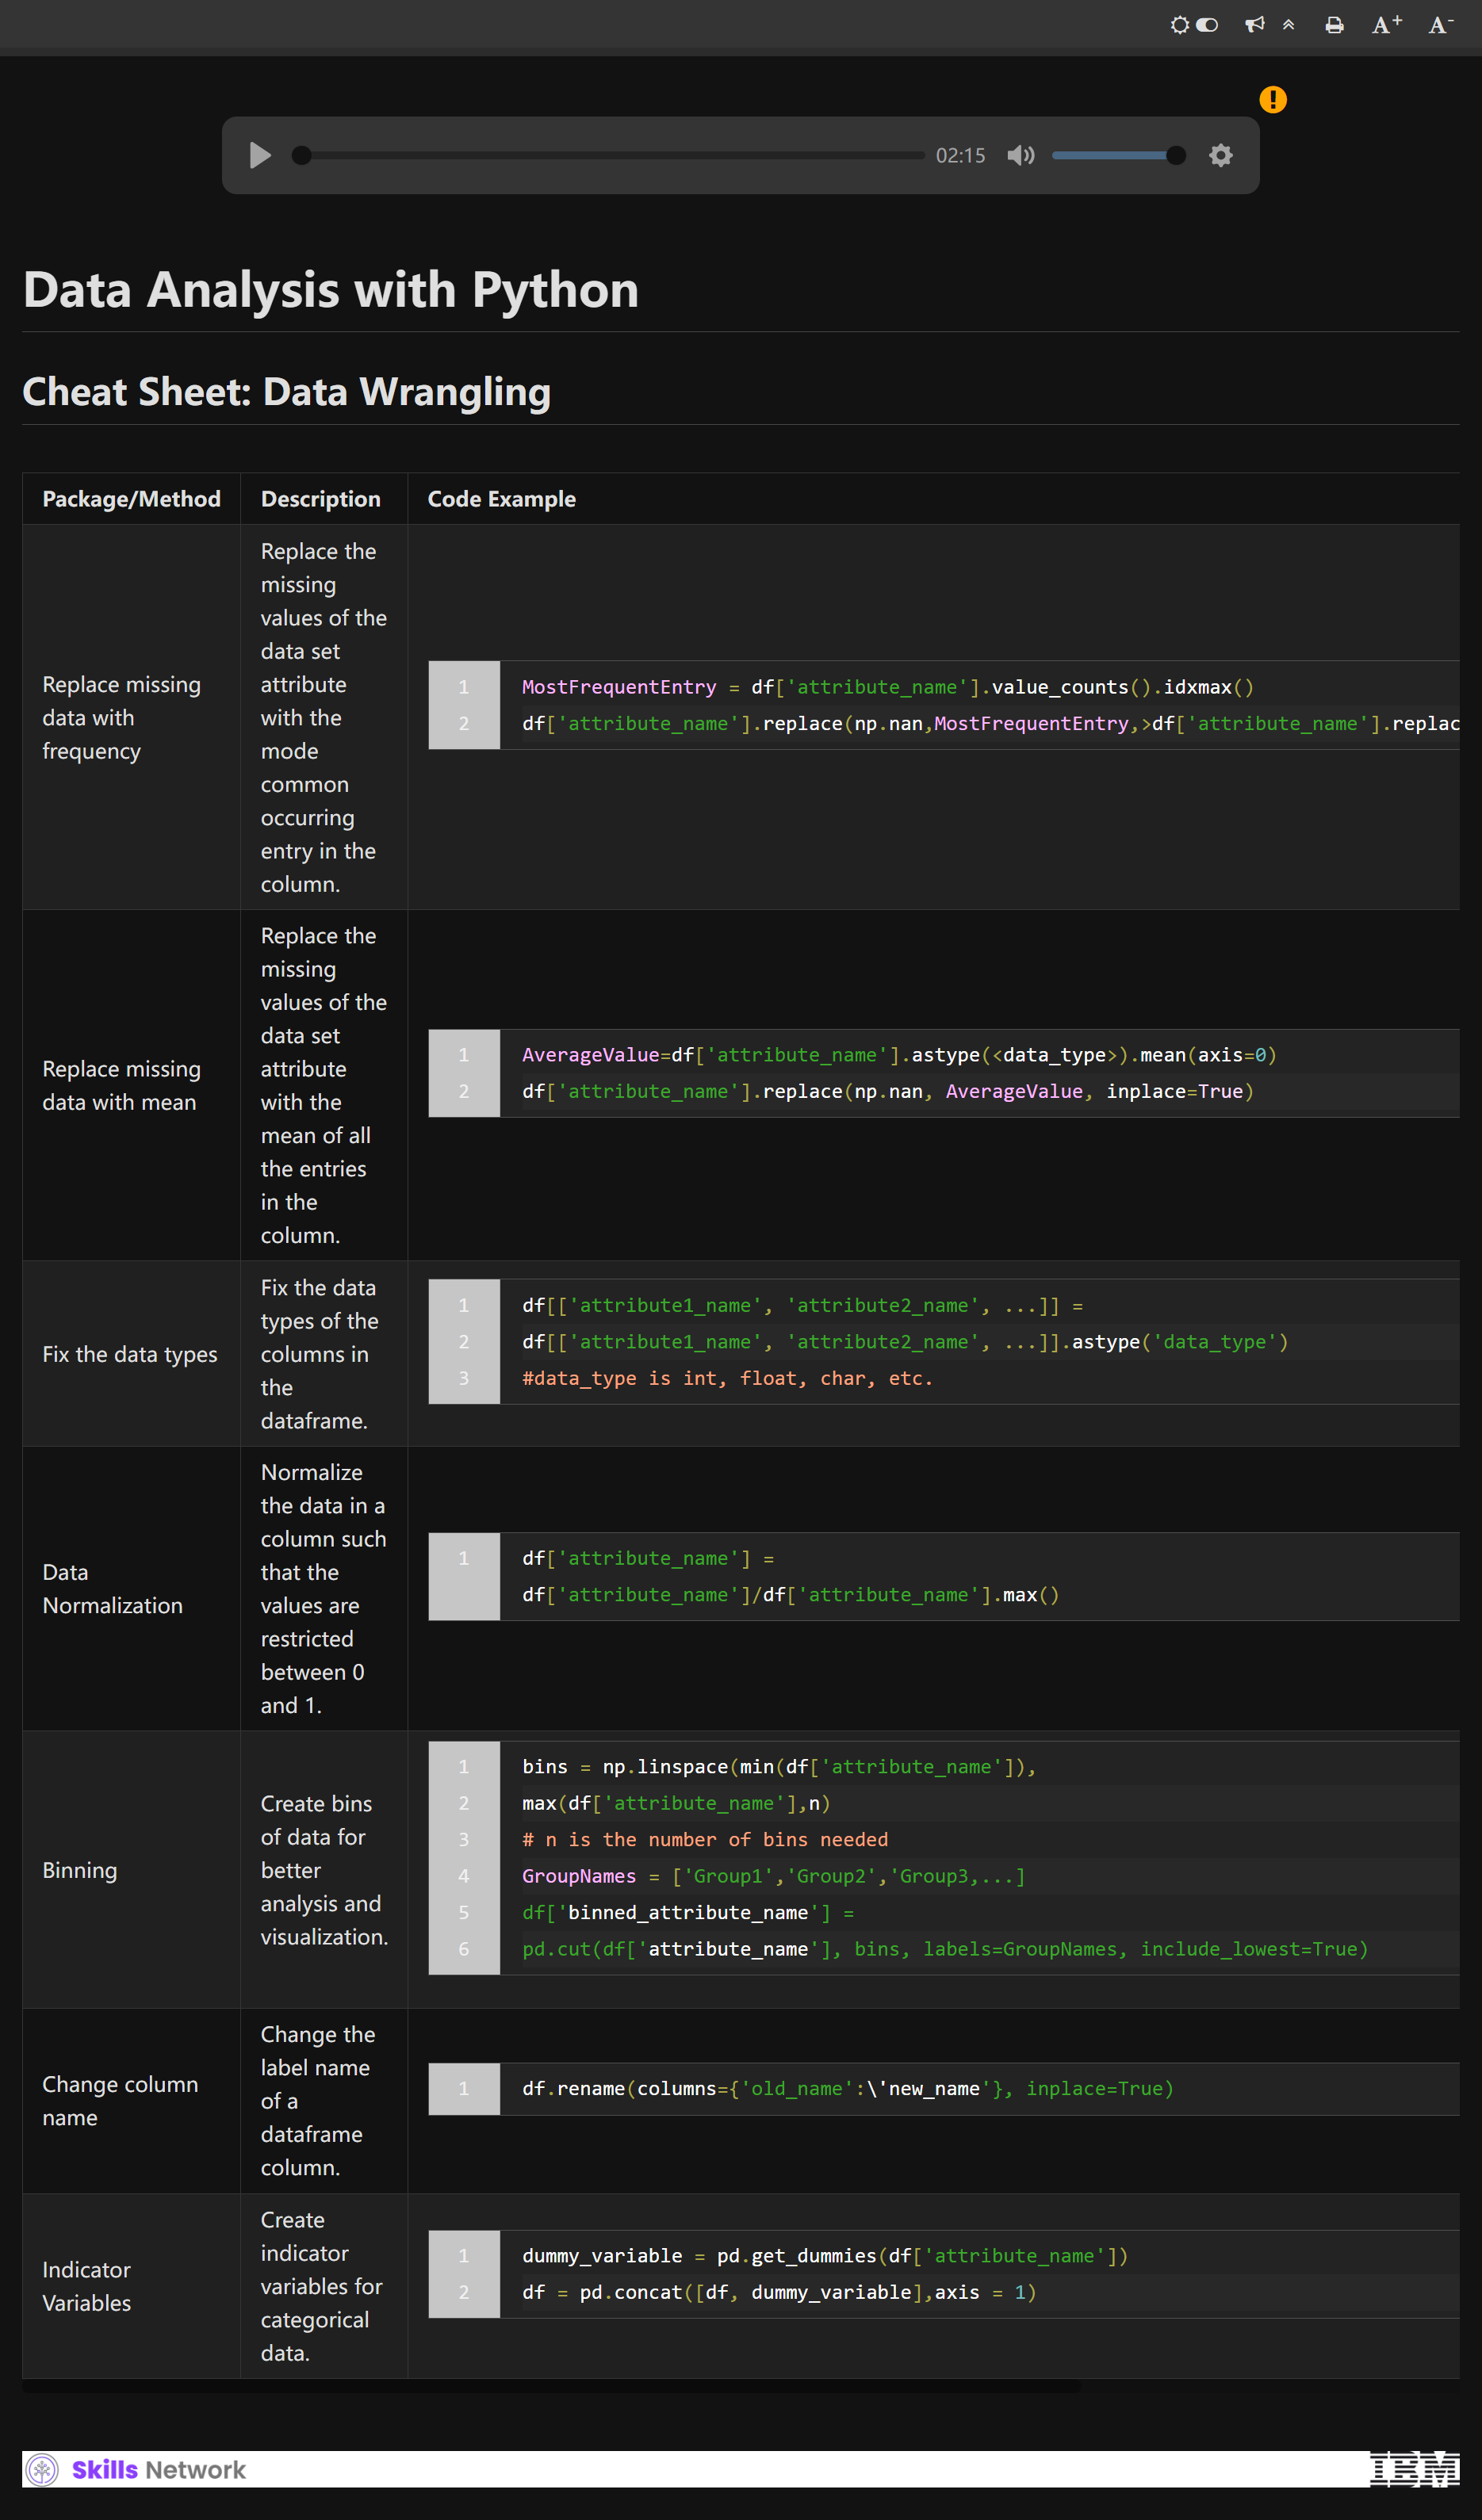 A+ A-
02:15
Data Analysis with Python
Cheat Sheet: Data Wrangling
Package/Method Description Code Example
Replace missing
data with
frequency
Replace the
missing
values of the
data set
attribute
with the
mode
common
occurring
entry in the
column.
1 MostFrequentEntry = df['attribute_name'].value_counts().idxmax()
2 df['attribute_name'].replace(np.nan,MostFrequentEntry,>df['attribute_name'].replac
Replace missing
data with mean
Replace the
missing
values of the
data set
attribute
with the
mean of all
the entries
in the
column.
1 AverageValue=df['attribute_name'].astype(<data_type>).mean(axis=0)
2 df['attribute_name'].replace(np.nan, AverageValue, inplace=True)
Fix the data types
Fix the data
types of the
columns in
the
dataframe.
1 df[['attribute1_name', 'attribute2_name', ...]] =
2 df[['attribute1_name', 'attribute2_name', ...]].astype('data_type')
3 #data_type is int, float, char, etc.
Data
Normalization
Normalize
the data in a
column such
that the
values are
restricted
between 0
and 1.
1 df['attribute_name'] =
df['attribute_name']/df['attribute_name'].max()
Binning
Create bins
of data for
better
analysis and
visualization.
1 bins = np.linspace(min(df['attribute_name']),
2 max(df['attribute_name'],n)
3 # n is the number of bins needed
4 GroupNames = ['Group1','Group2','Group3,...]
5 df['binned_attribute_name'] =
6 pd.cut(df['attribute_name'], bins, labels=GroupNames, include_lowest=True)
Change column
name
Change the
label name
of a
dataframe
column.
1 df.rename(columns={'old_name':\'new_name'}, inplace=True)
Indicator
Variables
Create
indicator
variables for
categorical
data.
1 dummy_variable = pd.get_dummies(df['attribute_name'])
2 df = pd.concat([df, dummy_variable],axis = 1)
Skills Network IBM